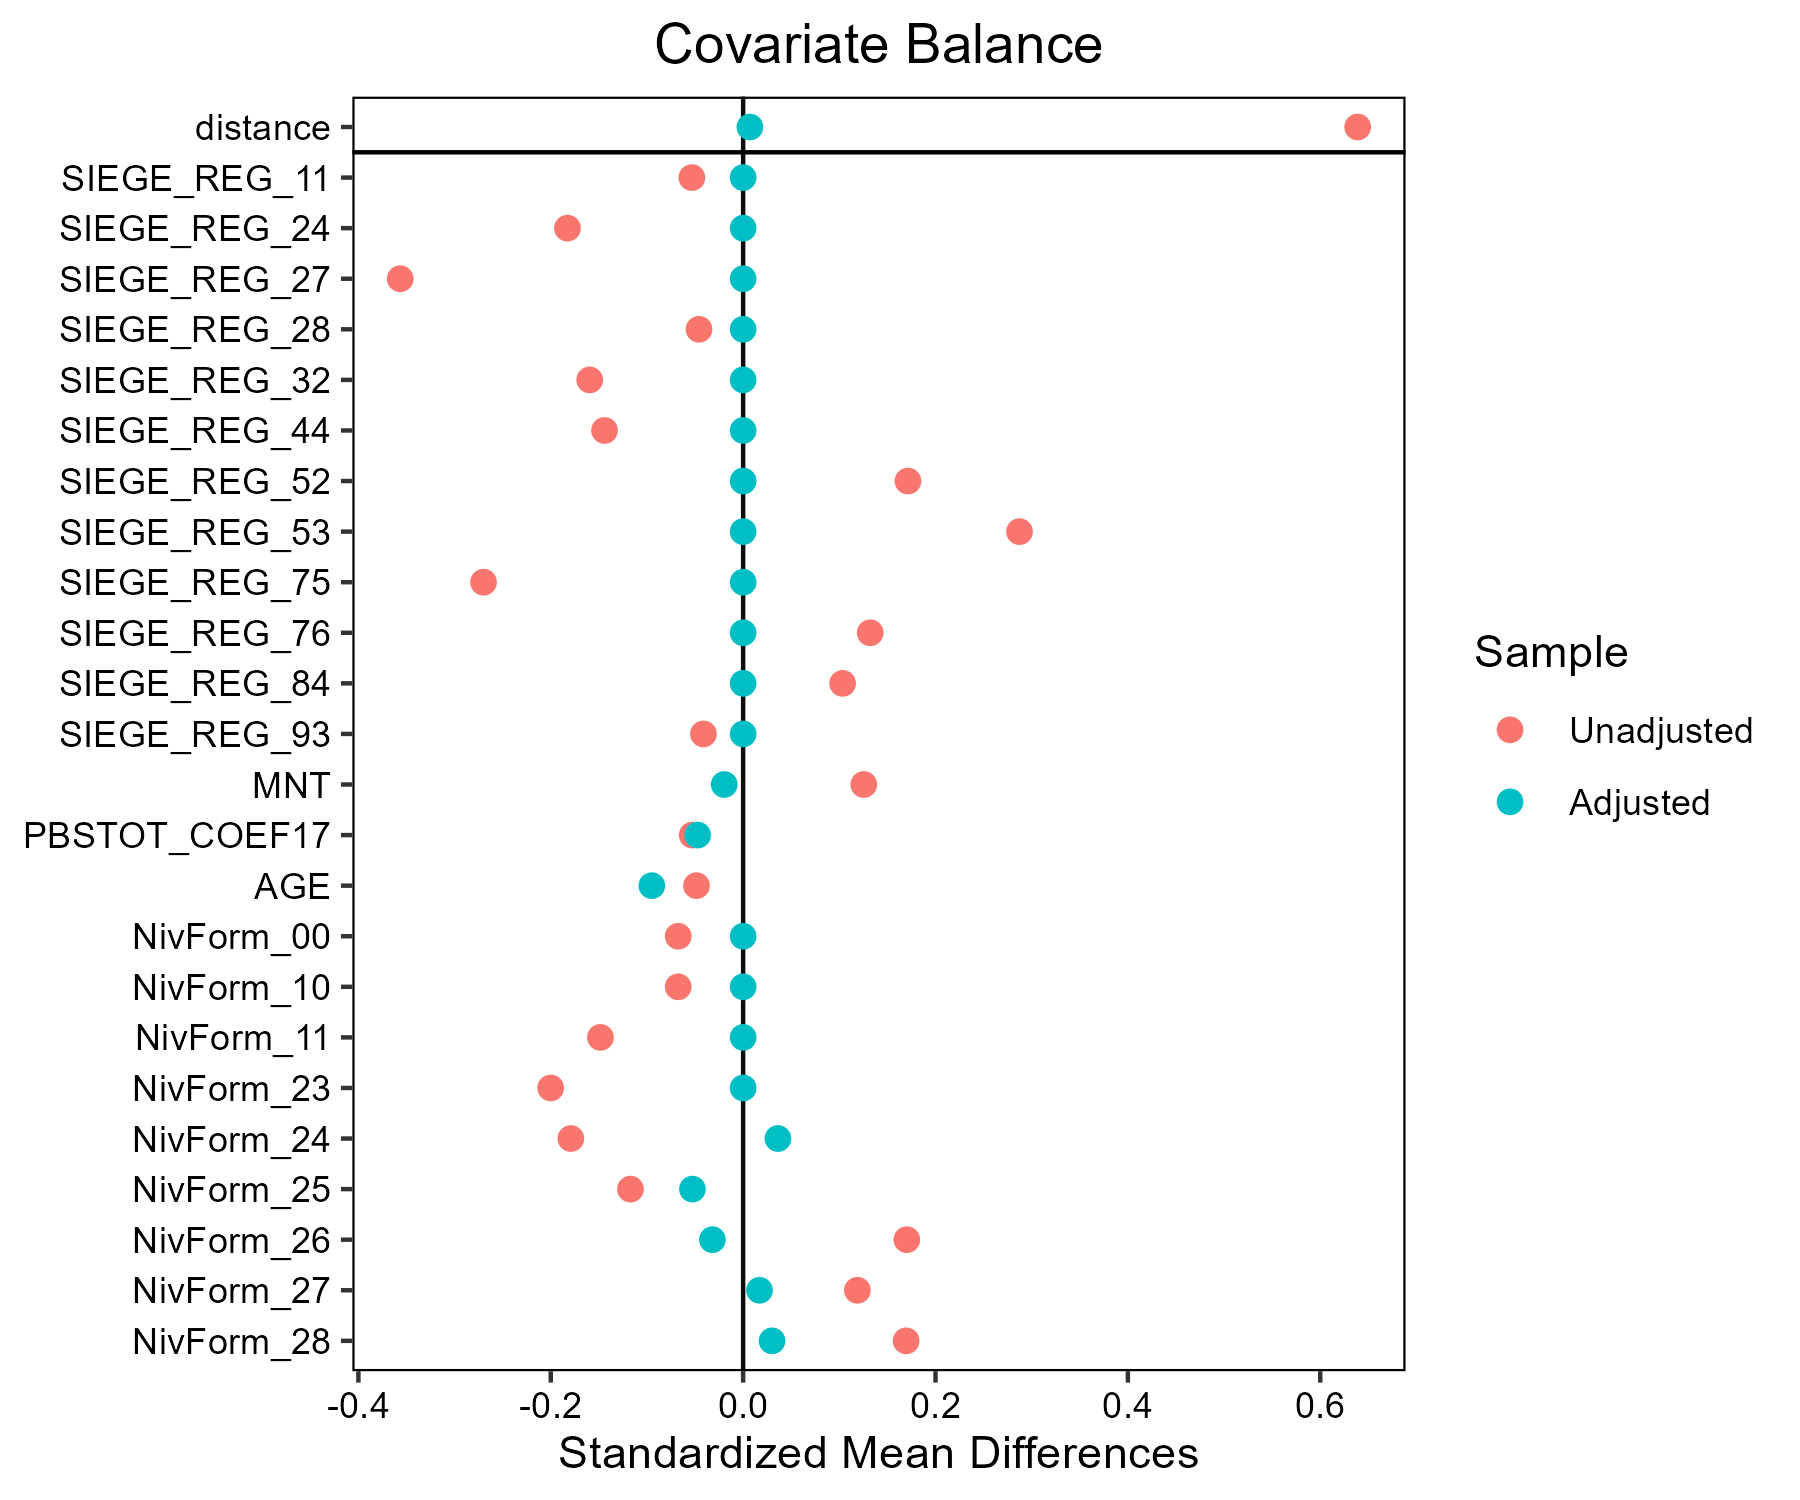 Covariate Balance
distance
SIEGE_REG_11
SIEGE_REG_24
SIEGE_REG_27
SIEGE_REG_28
SIEGE_REG_32
SIEGE_REG_44
SIEGE_REG_52
SIEGE_REG_53
SIEGE_REG_75
SIEGE_REG_76
SIEGE_REG_84
SIEGE_REG_93
MNT
PBSTOT_COEF17
AGE
NivForm_00
NivForm_10
NivForm_11
NivForm_23
NivForm_24
NivForm_25
NivForm_26
NivForm_27
NivForm_28
-0.4 -0.2 0.0 0.2 0.4 0.6
Standardized Mean Differences
Sample
Unadjusted
Adjusted